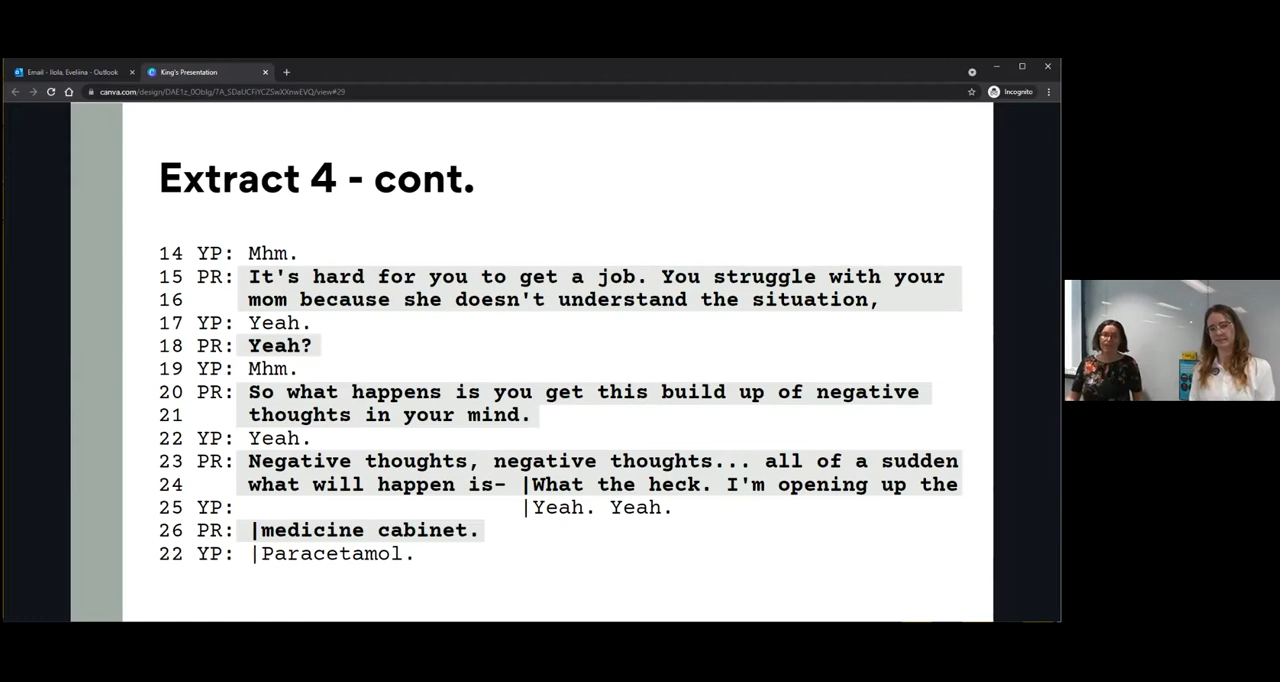 Email - Ilola, Eveliina - Outlook
King's Presentation
Incognito
Extract 4 - cont.
14 YP: Mhm.
15 PR: It's hard for you to get a job. You struggle with your
16 mom because she doesn't understand the situation,
17 YP: Yeah.
18 PR: Yeah?
19 YP: Mhm.
20 PR: So what happens is you get this build up of negative
21 thoughts in your mind.
22 YP: Yeah.
23 PR: Negative thoughts, negative thoughts... all of a sudden
24 what will happen is- |What the heck. I'm opening up the
25 YP: |Yeah. Yeah.
26 PR: |medicine cabinet.
22 YP: |Paracetamol.